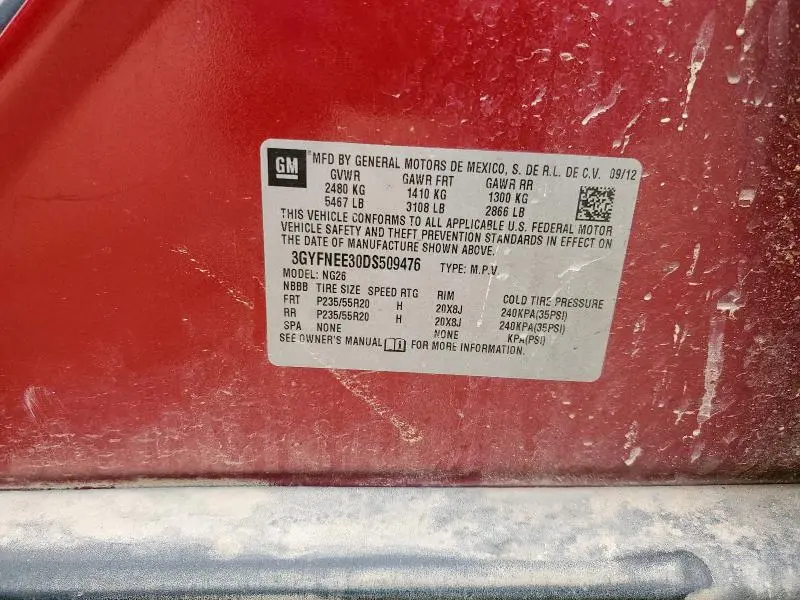 GM ® MFD BY GENERAL MOTORS DE MEXICO, S. DE R.L. DE C.V. 09/12
GVWR GAWR FRT GAWR RR
2480 KG 1410 KG 1300 KG
5467 LB 3108 LB 2866 LB
THIS VEHICLE CONFORMS TO ALL APPLICABLE U.S. FEDERAL MOTOR
VEHICLE SAFETY AND THEFT PREVENTION STANDARDS IN EFFECT ON
THE DATE OF MANUFACTURE SHOWN ABOVE.
3GYFNEE30DS509476 TYPE: M.P.V.
MODEL: NG26
NBBB TIRE SIZE SPEED RTG RIM COLD TIRE PRESSURE
FRT P235/55R20 H 20X8J 240KPA(35PSI)
RR P235/55R20 H 20X8J 240KPA(35PSI)
SPA NONE NONE KPA(PSI)
SEE OWNER'S MANUAL FOR MORE INFORMATION.